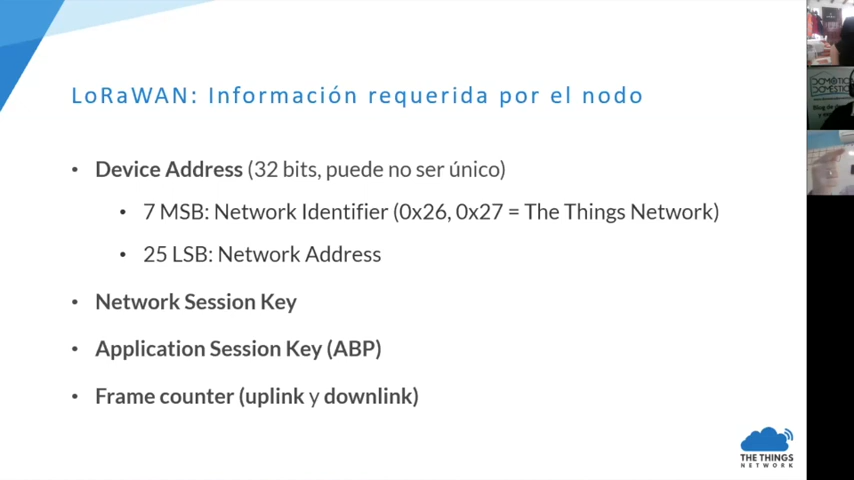 LoRaWAN: Información requerida por el nodo
• Device Address (32 bits, puede no ser único)
• 7 MSB: Network Identifier (0x26, 0x27 = The Things Network)
• 25 LSB: Network Address
• Network Session Key
• Application Session Key (ABP)
• Frame counter (uplink y downlink)
THE THINGS
NETWORK